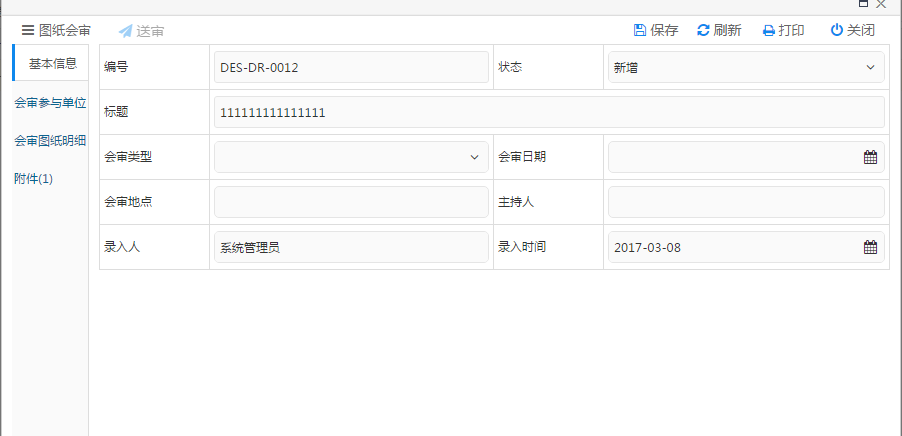 图纸会审 送审 保存 刷新 打印 关闭
基本信息
会审参与单位
会审图纸明细
附件(1)
编号 DES-DR-0012 状态 新增
标题 111111111111111
会审类型 会审日期
会审地点 主持人
录入人 系统管理员 录入时间 2017-03-08